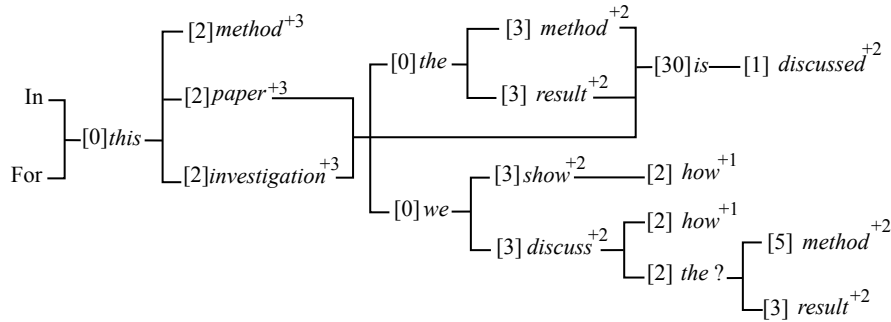 In
For
[0] this
[2] method+3
[2] paper+3
[2] investigation+3
[0] the
[3] method+2
[3] result+2
[30] is
[1] discussed+2
[0] we
[3] show+2
[2] how+1
[3] discuss+2
[2] how+1
[2] the ?
[5] method+2
[3] result+2